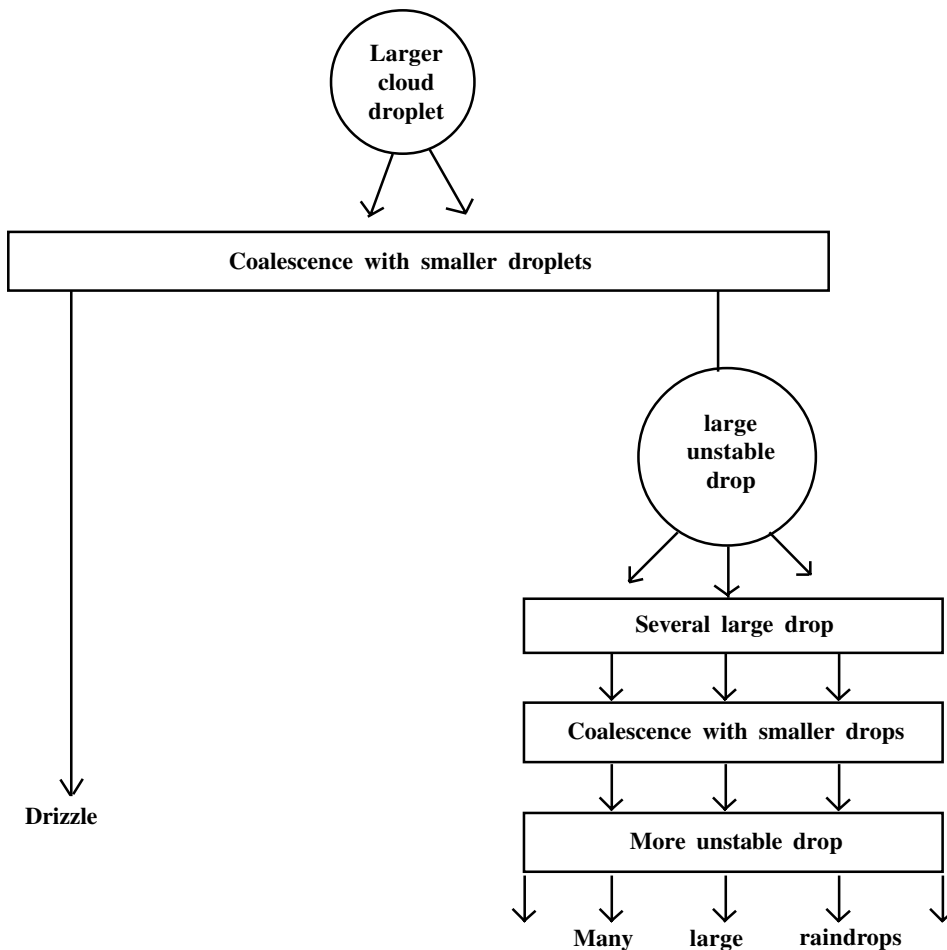 Larger
cloud
droplet
Coalescence with smaller droplets
large
unstable
drop
Several large drop
Coalescence with smaller drops
Drizzle
More unstable drop
Many large raindrops